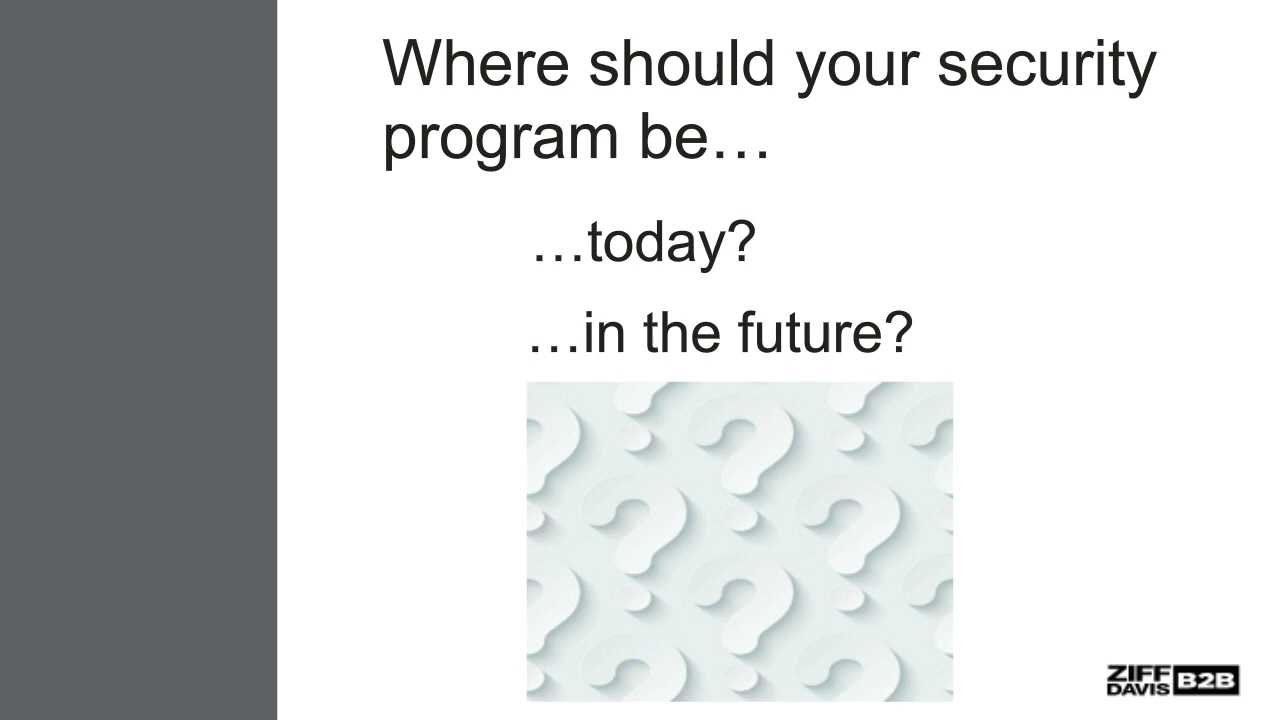 Where should your security
program be…
…today?
…in the future?
ZIFF
DAVIS B2B